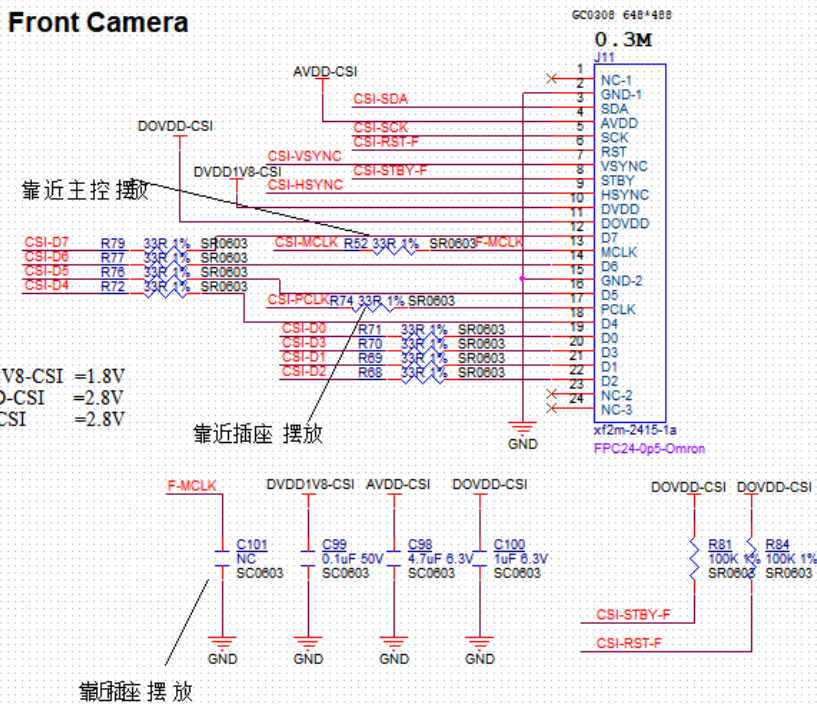 Front Camera
GC0308 648*488
0.3M
J11
AVDD-CSI
CSI-SDA
CSI-SCK
CSI-RST-F
DOVDD-CSI
CSI-VSYNC
DVDD1V8-CSI
CSI-STBY-F
CSI-HSYNC
靠近主控摆放
CSI-D7 R79 33R 1% SR0603
CSI-D6 R77 33R 1% SR0603
CSI-D5 R76 33R 1% SR0603
CSI-D4 R72 33R 1% SR0603
CSI-MCLK R52 33R 1% SR0603 F-MCLK
CSI-PCLK R74 33R 1% SR0603
CSI-D0 R71 33R 1% SR0603
CSI-D3 R70 33R 1% SR0603
CSI-D1 R69 33R 1% SR0603
CSI-D2 R68 33R 1% SR0603
1 NC-1
2 GND-1
3 SDA
4 AVDD
5 SCK
6 RST
7 VSYNC
8 STBY
9 HSYNC
10 DVDD
11 DOVDD
12 D7
13 MCLK
14 D6
15 GND-2
16 D5
17 PCLK
18 D4
19 D0
20 D3
21 D1
22 D2
23 NC-2
24 NC-3
xf2m-2415-1a
FPC24-0p5-Omron
GND
V8-CSI =1.8V
D-CSI =2.8V
CSI =2.8V
靠近插座 摆放
F-MCLK
C101
NC
SC0603
GND
DVDD1V8-CSI
C99
0.1uF 50V
SC0603
GND
AVDD-CSI
C98
4.7uF 6.3V
SC0603
GND
DOVDD-CSI
C100
1uF 6.3V
SC0603
GND
DOVDD-CSI
R81
100K 1%
SR0603
DOVDD-CSI
R84
100K 1%
SR0603
CSI-STBY-F
CSI-RST-F
靠近插座 摆 放